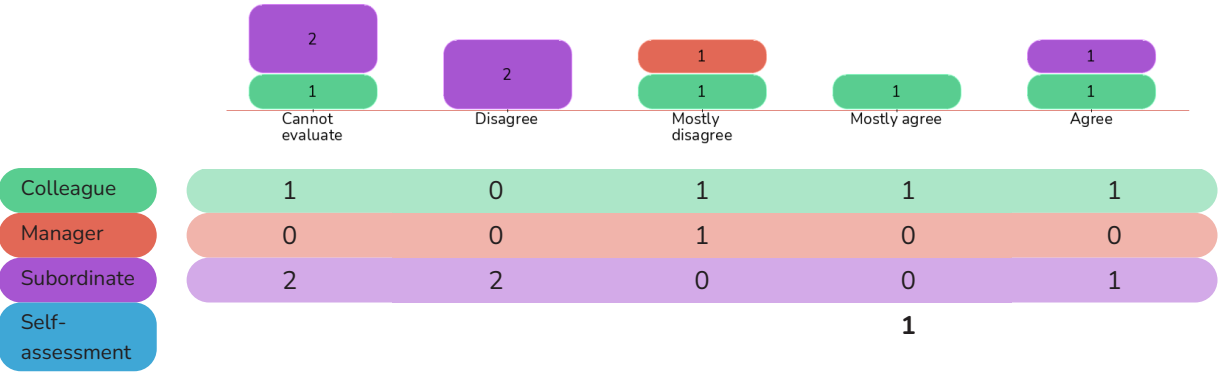 2
1
2
1
1
1
1
1
Cannot
evaluate
Disagree
Mostly
disagree
Mostly agree
Agree
Colleague 1 0 1 1 1
Manager 0 0 1 0 0
Subordinate 2 2 0 0 1
Self-
assessment
1